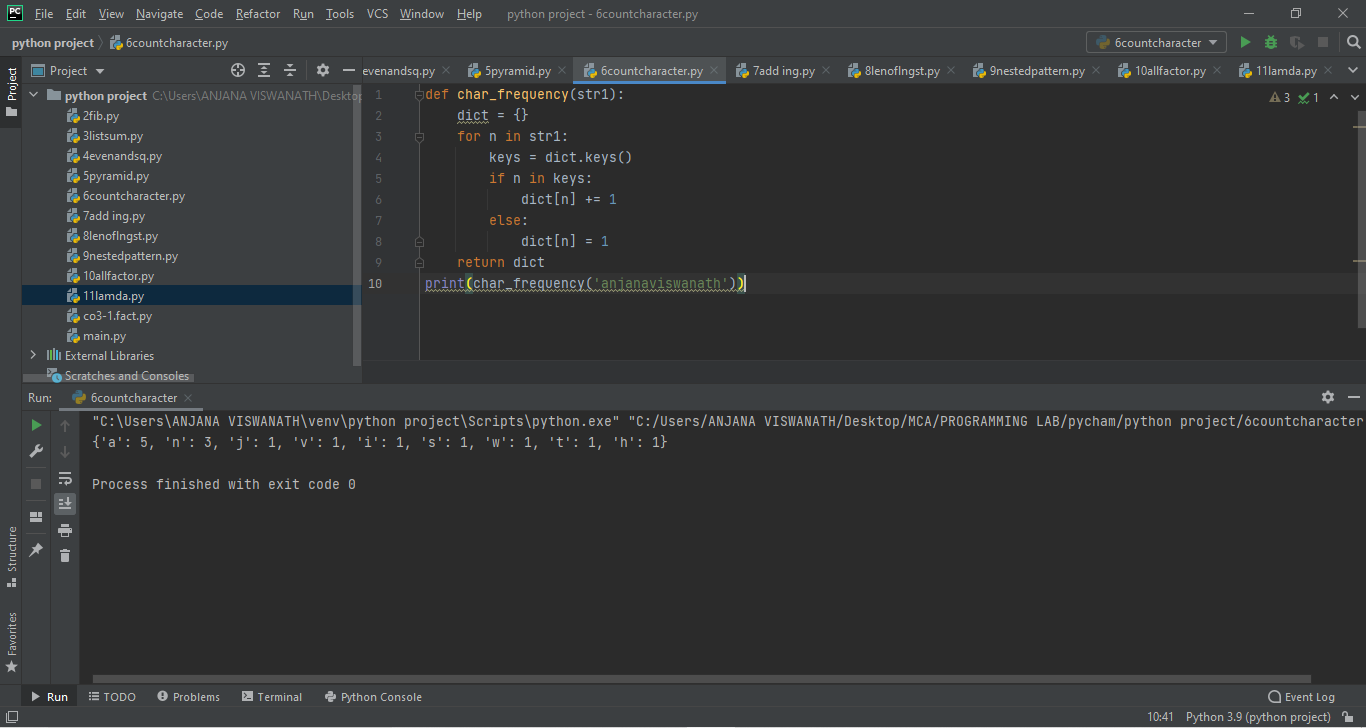 PC File Edit View Navigate Code Refactor Run Tools VCS Window Help python project - 6countcharacter.py
python project 6countcharacter.py 6countcharacter
Project Project evenandsq.py 5pyramid.py 6countcharacter.py 7add ing.py 8lenoflngst.py 9nestedpattern.py 10allfactor.py 11lamda.py
python project C:\Users\ANJANA VISWANATH\Deskto
2fib.py
3listsum.py
4evenandsq.py
5pyramid.py
6countcharacter.py
7add ing.py
8lenoflngst.py
9nestedpattern.py
10allfactor.py
11lamda.py
co3-1.fact.py
main.py
External Libraries
Scratches and Consoles
1 def char_frequency(str1):
2     dict = {}
3     for n in str1:
4         keys = dict.keys()
5         if n in keys:
6             dict[n] += 1
7         else:
8             dict[n] = 1
9     return dict
10 print(char_frequency('anjanaviswanath'))
3 1
Run: 6countcharacter
"C:\Users\ANJANA VISWANATH\venv\python project\Scripts\python.exe" "C:/Users/ANJANA VISWANATH/Desktop/MCA/PROGRAMMING LAB/pycham/python project/6countcharacter
{'a': 5, 'n': 3, 'j': 1, 'v': 1, 'i': 1, 's': 1, 'w': 1, 't': 1, 'h': 1}
Process finished with exit code 0
Structure
Favorites
Run TODO Problems Terminal Python Console Event Log
10:41 Python 3.9 (python project)